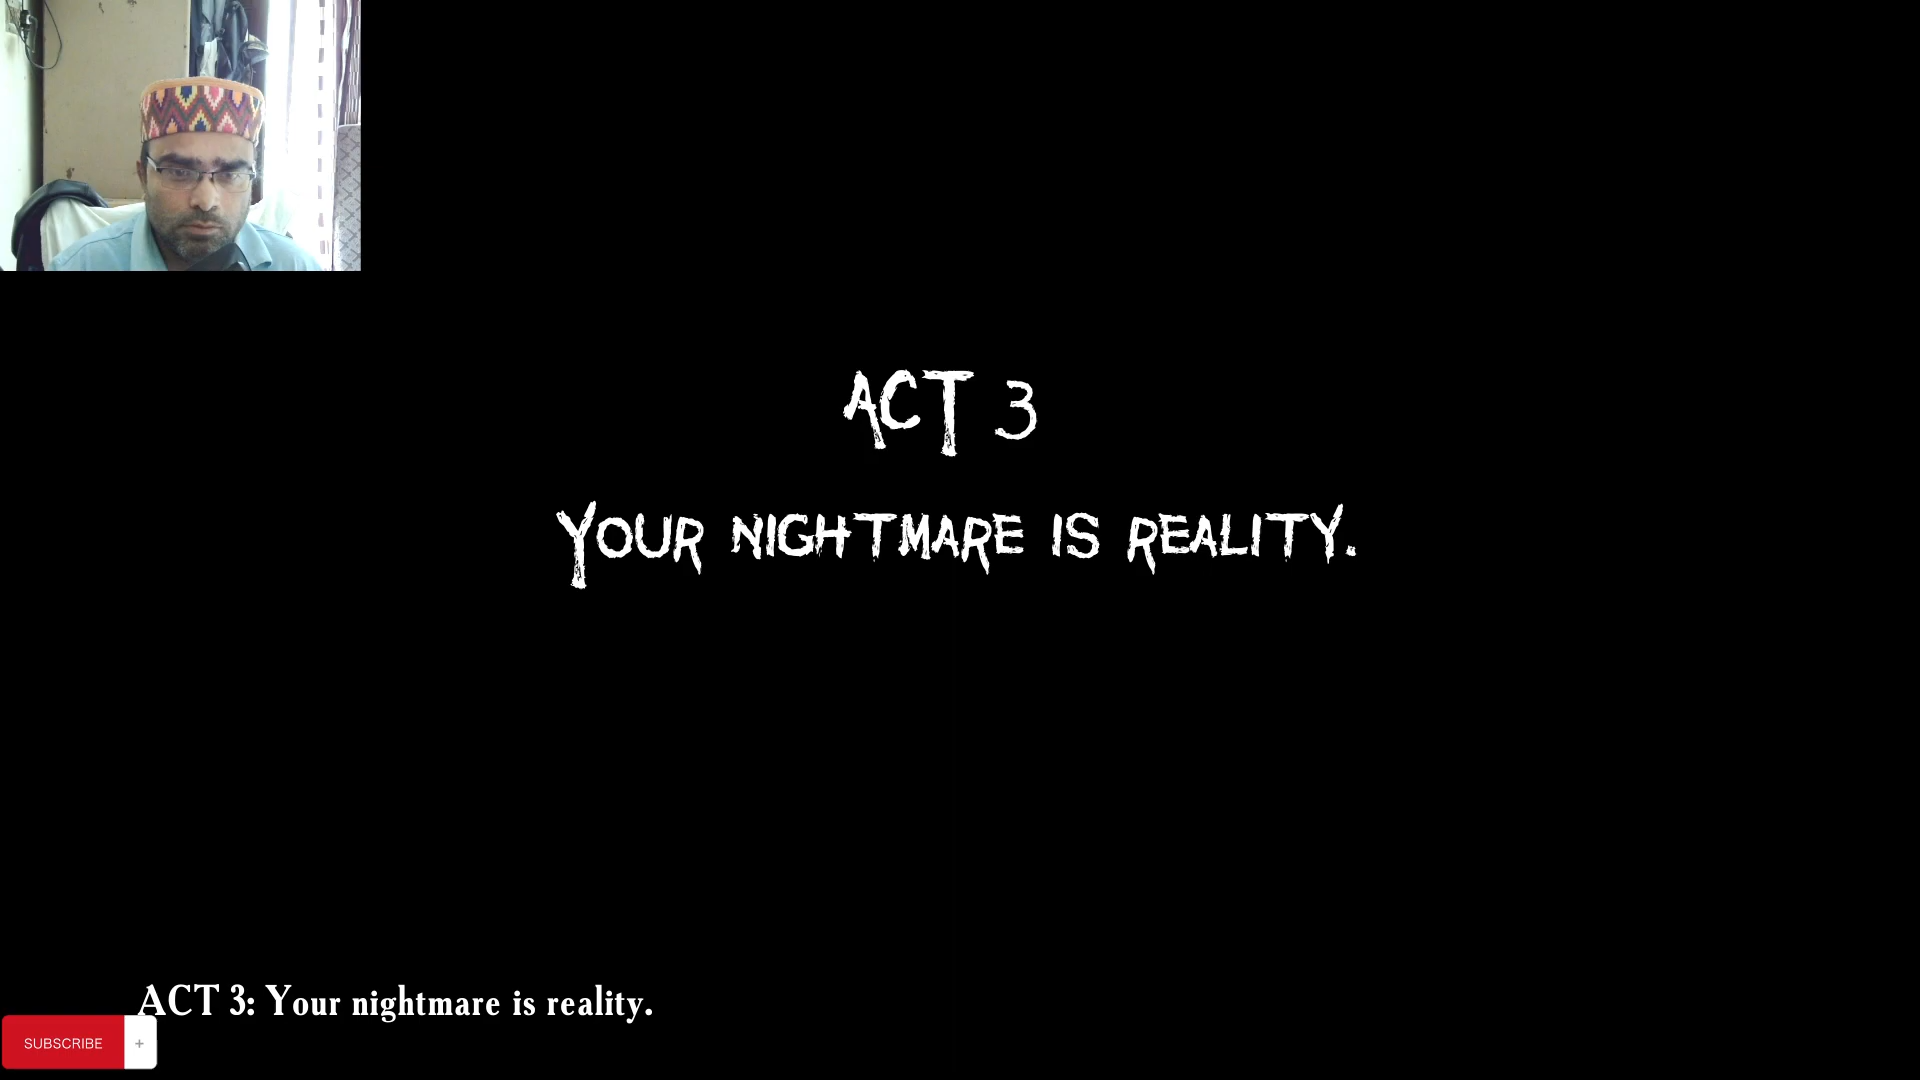 ACT 3
YOUR NIGHTMARE IS REALITY.
ACT 3: Your nightmare is reality.
SUBSCRIBE +